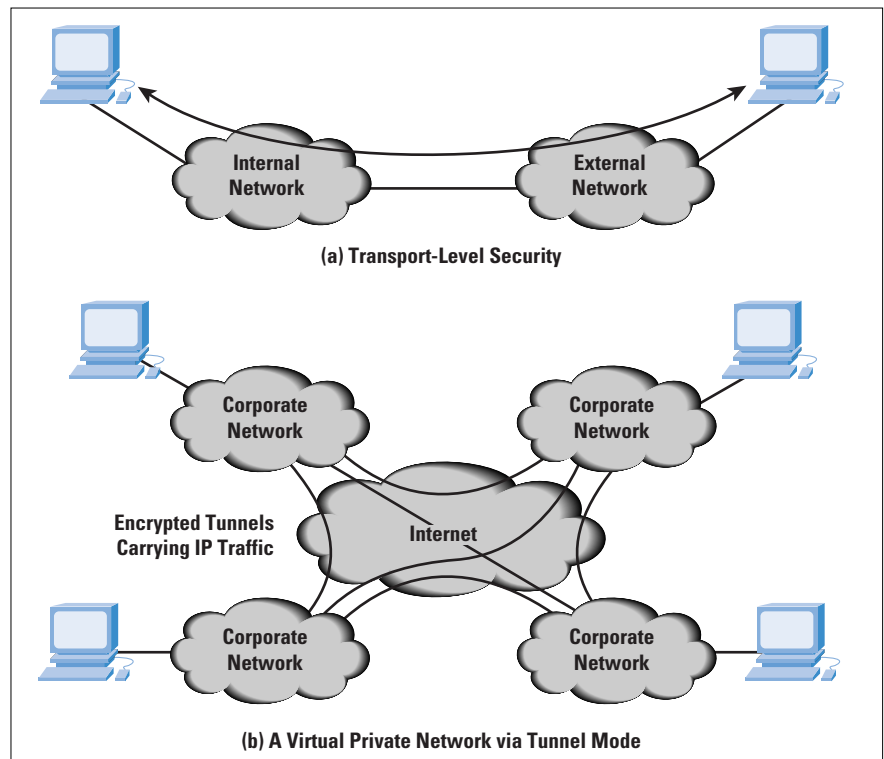 Internal
Network
External
Network
(a) Transport-Level Security
Corporate
Network
Corporate
Network
Encrypted Tunnels
Carrying IP Traffic
Internet
Corporate
Network
Corporate
Network
(b) A Virtual Private Network via Tunnel Mode